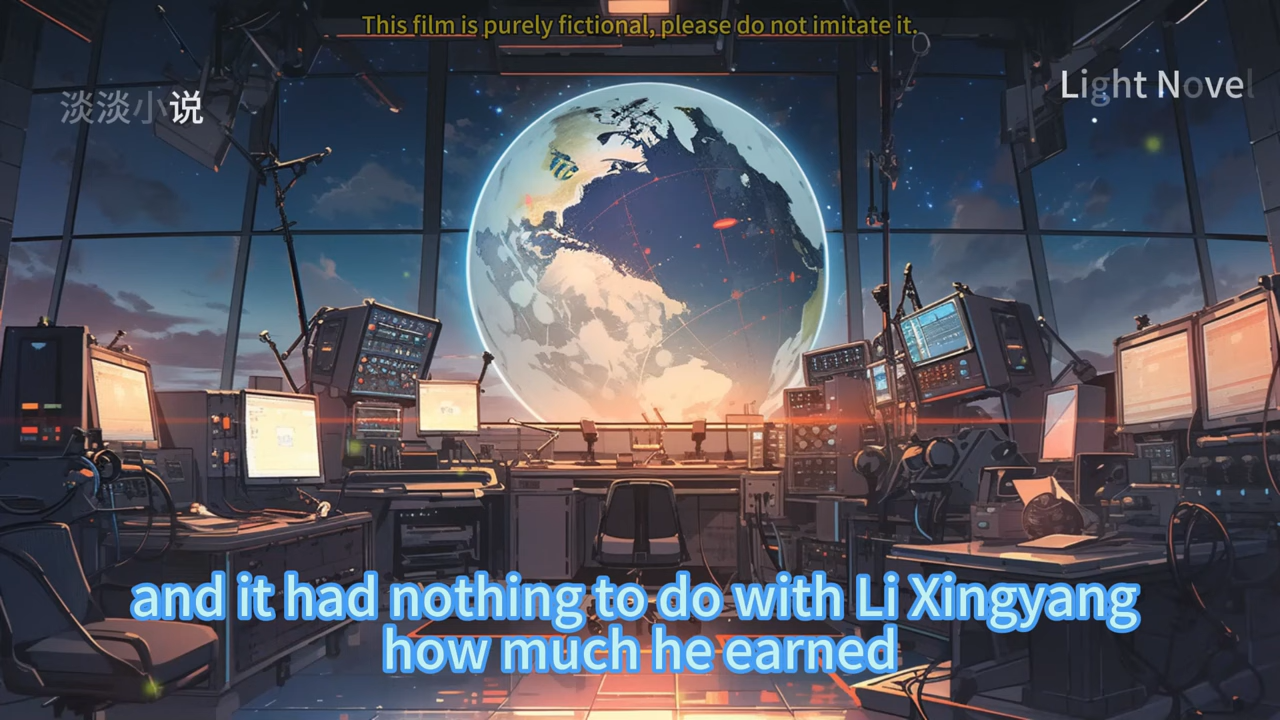 This film is purely fictional, please do not imitate it.
淡淡小说
Light Novel
and it had nothing to do with Li Xingyang
how much he earned